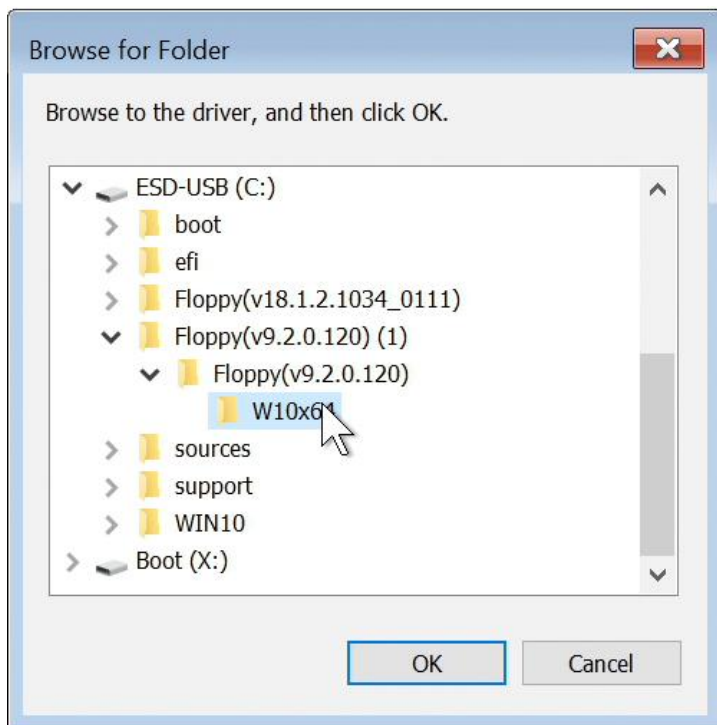 Browse for Folder
Browse to the driver, and then click OK.
ESD-USB (C:)
boot
efi
Floppy(v18.1.2.1034_0111)
Floppy(v9.2.0.120) (1)
Floppy(v9.2.0.120)
W10x64
sources
support
WIN10
Boot (X:)
OK
Cancel